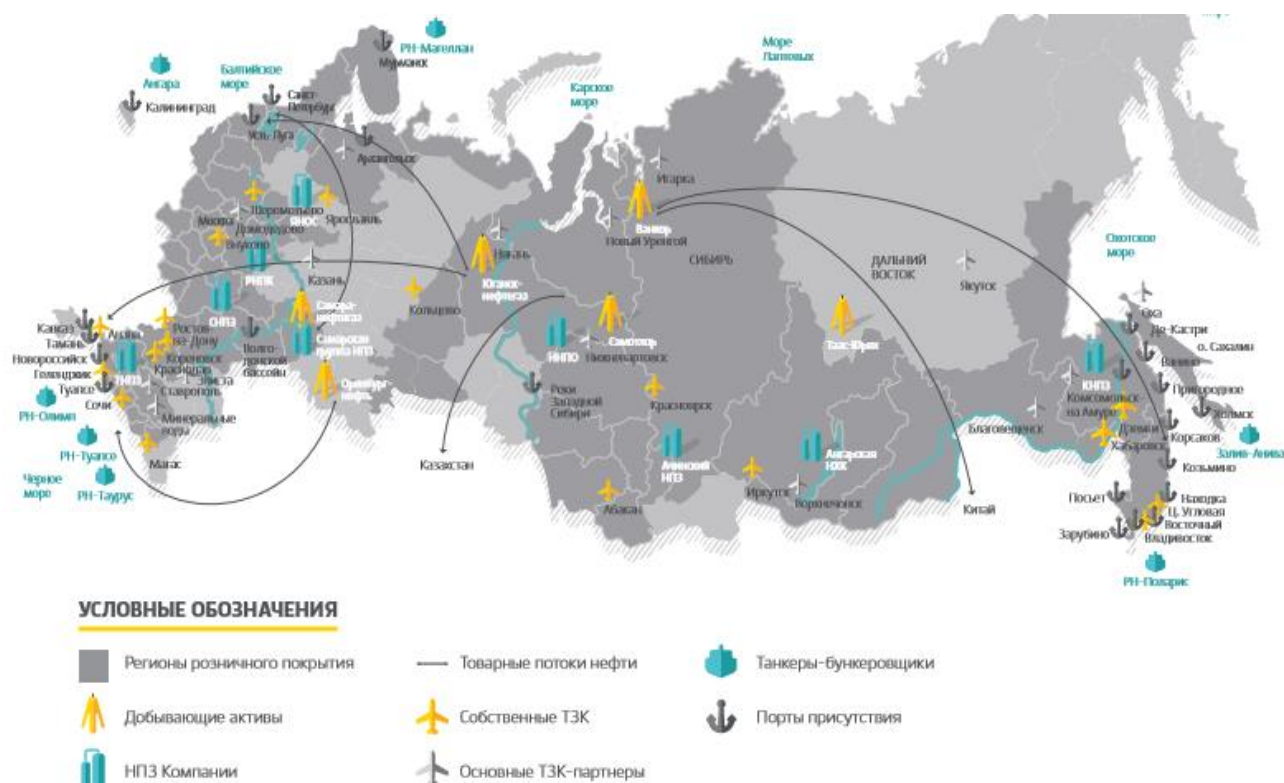 РН-Магеллан
Мурманск
Море
Лаптевых
Балтийское
море
Ангара
Санкт-
Петербург
Карское
море
Калининград
Усть-Луга
Архангельск
Игарка
Шереметьево
ЯНОС
Ярославль
Ванкор
Новый Уренгой
Москва
Домодедово
Внуково
Нягань
СИБИРЬ
Охотское
море
РНПК
Казань
Юганск-
нефтегаз
ДАЛЬНИЙ
ВОСТОК
Якутск
Кольцово
Самара-
нефтегаз
СНПЗ
Оха
Кавказ
Анапа
Ростов-
на-Дону
Самарская
группа НПЗ
Самотлор
Таас-Юрях
Де-Кастри
Тамань
Новороссийск
Кореновск
Волго-
донской
бассейн
ННПО
Нижневартовск
о. Сахалин
Ванино
Геленджик
Краснодар
Элиста
КНПЗ
Туапсе
ТНПЗ
Ставрополь
Оренбург-
нефть
Реки
Западной
Сибири
Красноярск
Комсомольск
на Амуре
Пригородное
РН-Олимп
Сочи
Минеральные
воды
Холмск
Благовещенск
Дземги
Хабаровск
Корсаков
Залив-Анива
РН-Туапсе
Магас
Казахстан
Ачинский
НПЗ
Ангарская
НХК
Козьмино
Черное
море
РН-Таурус
Абакан
Иркутск
Верхнечонск
Китай
Посьет
Находка
Ц. Угловая
Зарубино
Восточный
Владивосток
РН-Поларис
УСЛОВНЫЕ ОБОЗНАЧЕНИЯ
Регионы розничного покрытия
Товарные потоки нефти
Танкеры-бункеровщики
Добывающие активы
Собственные ТЗК
Порты присутствия
НПЗ Компании
Основные ТЗК-партнеры